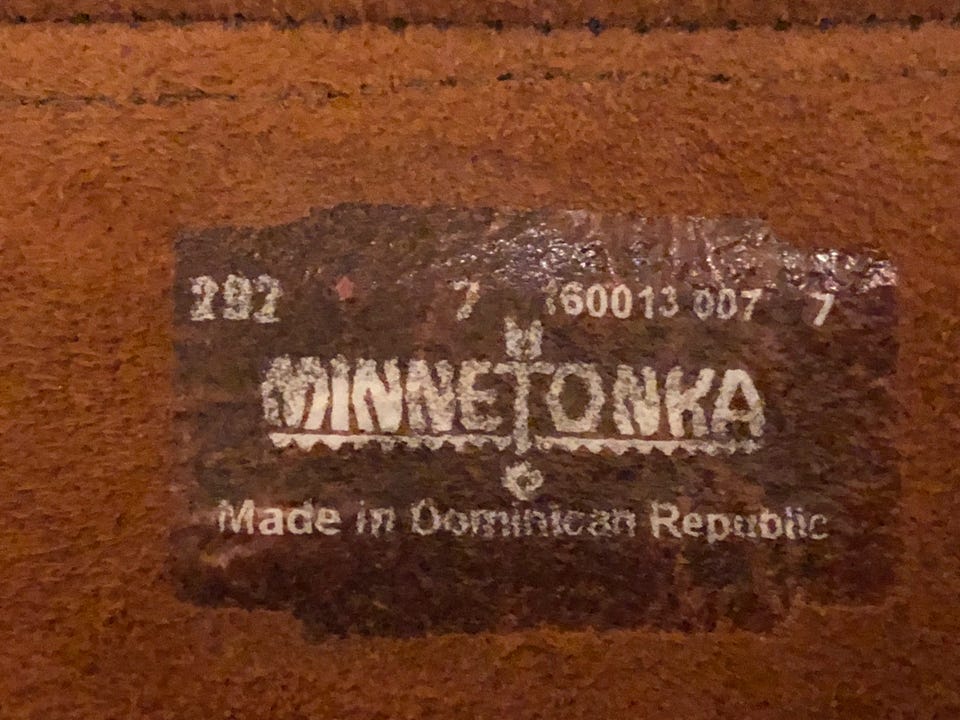 292 7 160013 007 7
M
MINNETONKA
C
Made in Dominican Republic